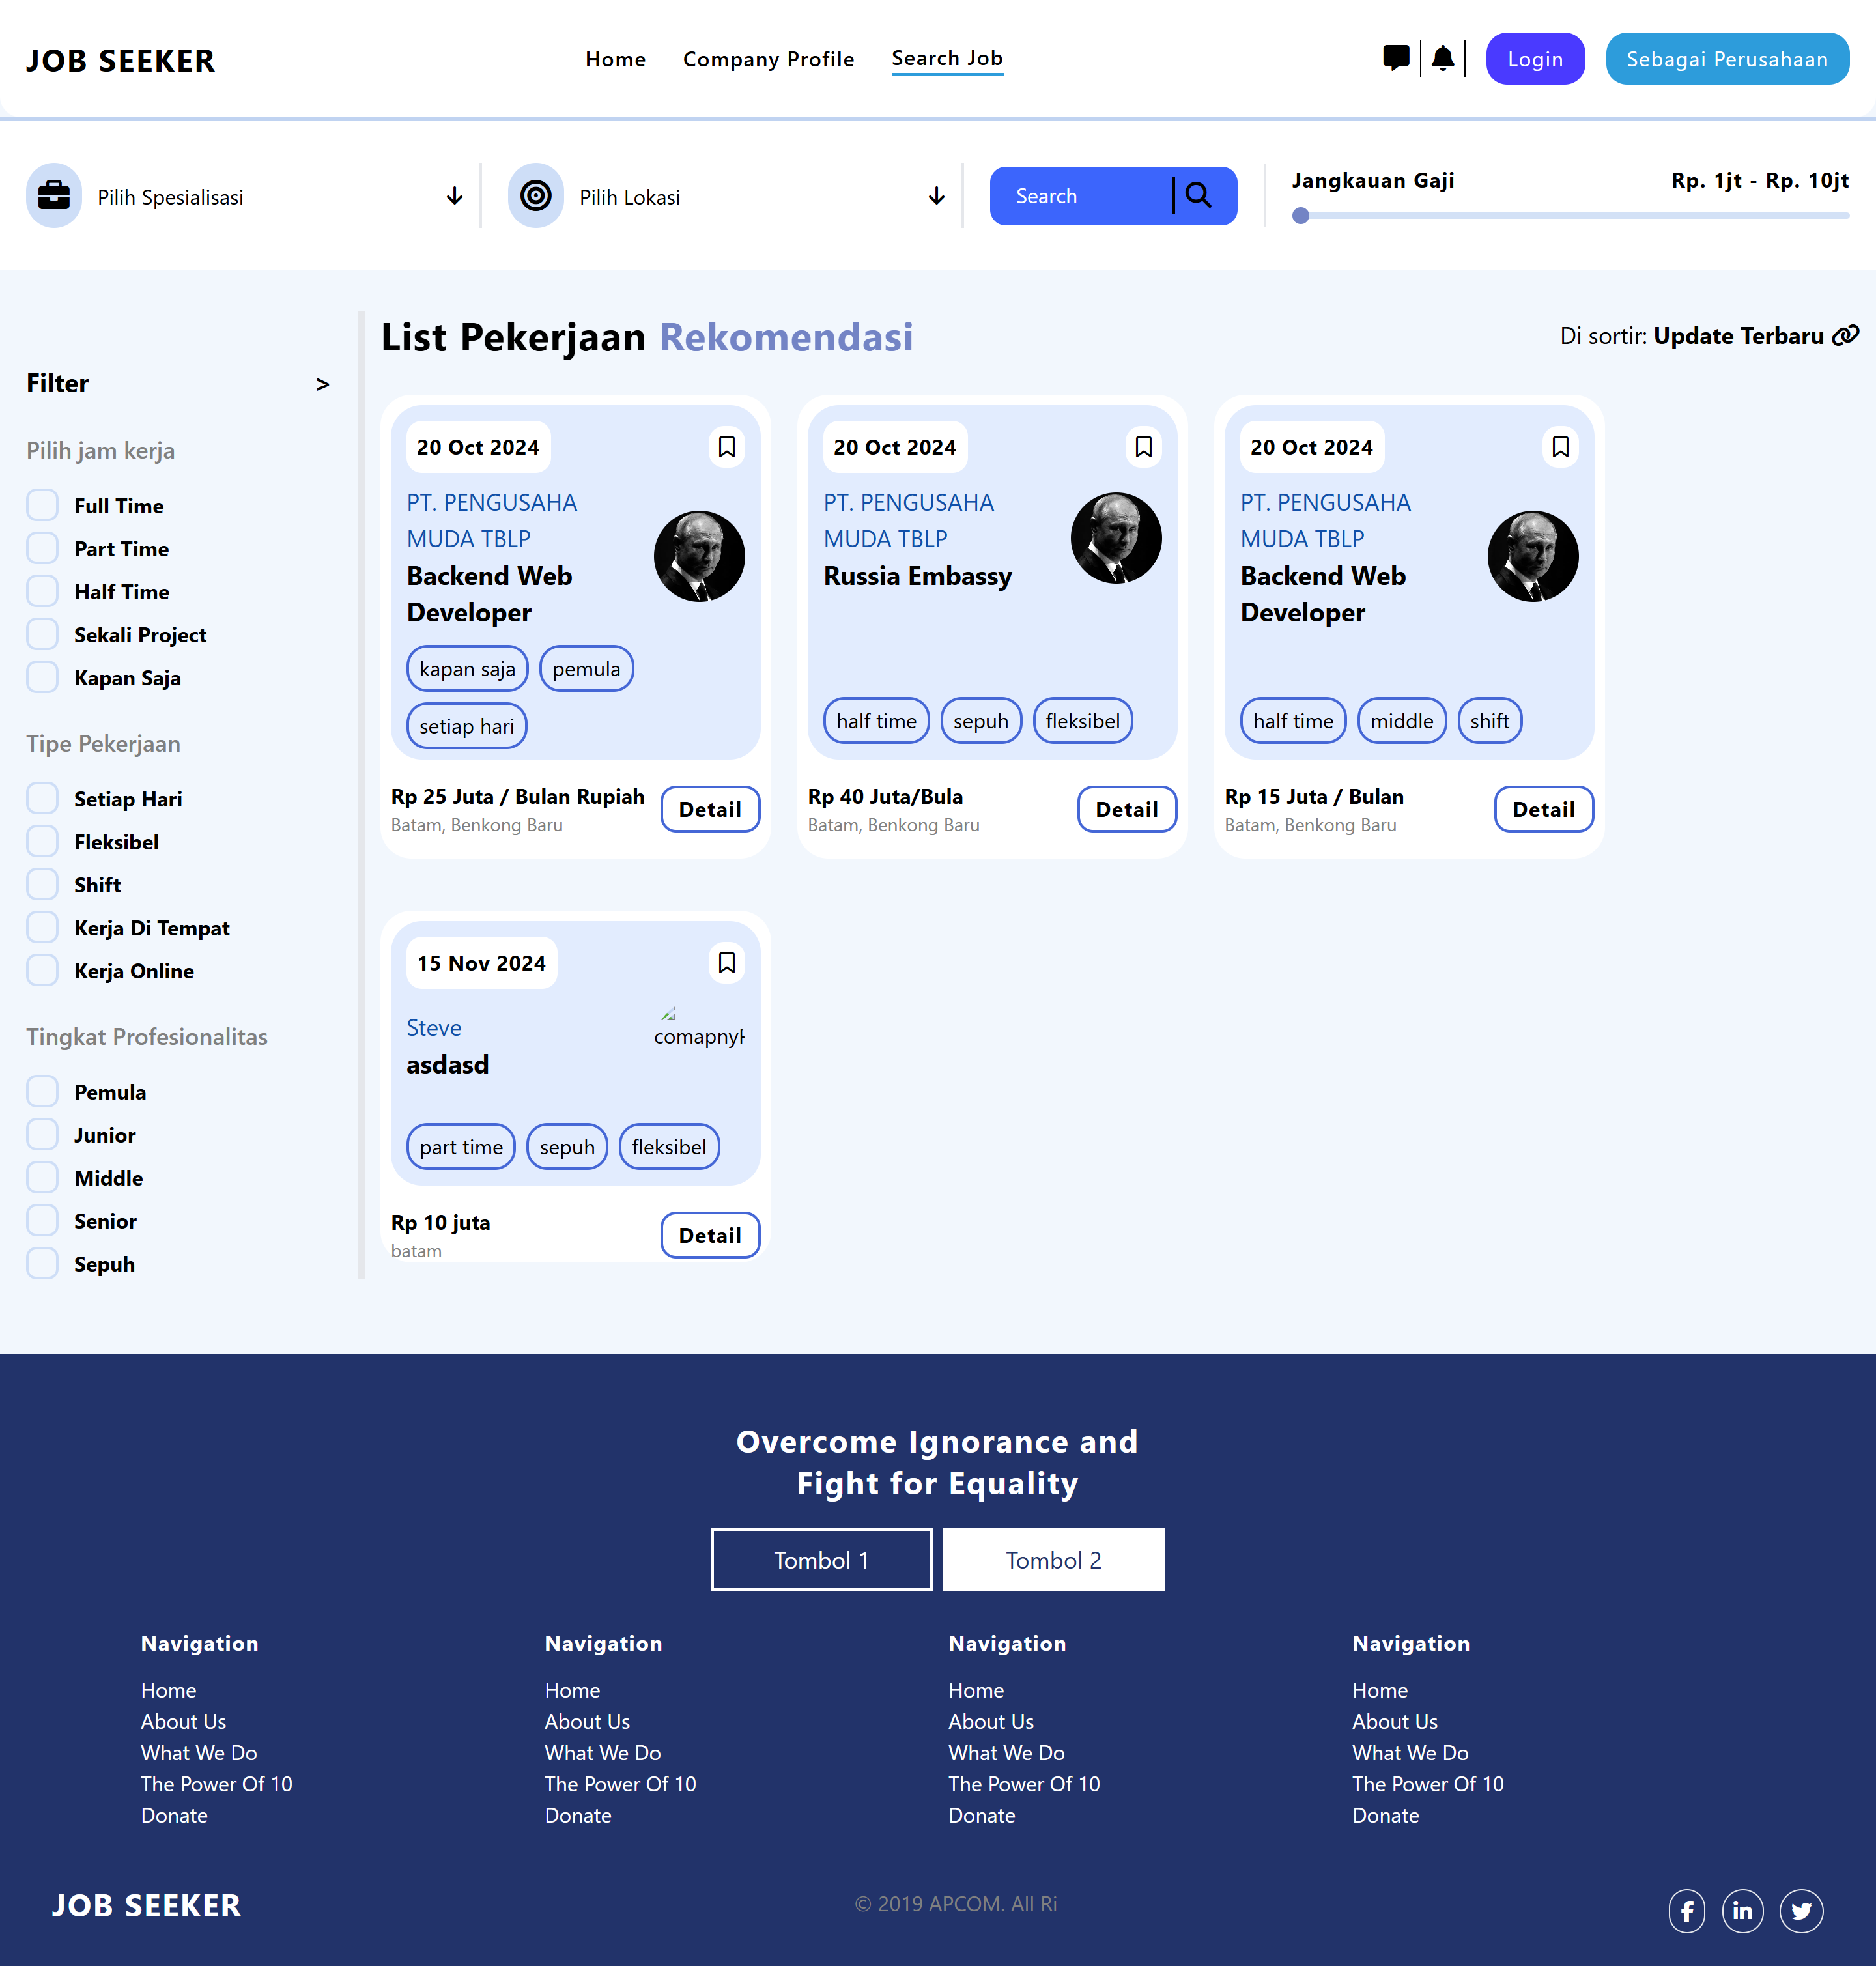 JOB SEEKER
Home Company Profile Search Job
Login
Sebagai Perusahaan
Pilih Spesialisasi
Pilih Lokasi
Search
Jangkauan Gaji Rp. 1jt - Rp. 10jt
Filter >
Pilih jam kerja
Full Time
Part Time
Half Time
Sekali Project
Kapan Saja
Tipe Pekerjaan
Setiap Hari
Fleksibel
Shift
Kerja Di Tempat
Kerja Online
Tingkat Profesionalitas
Pemula
Junior
Middle
Senior
Sepuh
List Pekerjaan Rekomendasi
Di sortir: Update Terbaru
20 Oct 2024
PT. PENGUSAHA
MUDA TBLP
Backend Web
Developer
kapan saja pemula
setiap hari
Rp 25 Juta / Bulan Rupiah
Batam, Benkong Baru
Detail
20 Oct 2024
PT. PENGUSAHA
MUDA TBLP
Russia Embassy
half time sepuh fleksibel
Rp 40 Juta/Bula
Batam, Benkong Baru
Detail
20 Oct 2024
PT. PENGUSAHA
MUDA TBLP
Backend Web
Developer
half time middle shift
Rp 15 Juta / Bulan
Batam, Benkong Baru
Detail
15 Nov 2024
Steve
asdasd
part time sepuh fleksibel
Rp 10 juta
batam
Detail
Overcome Ignorance and
Fight for Equality
Tombol 1 Tombol 2
Navigation
Home
About Us
What We Do
The Power Of 10
Donate
Navigation
Home
About Us
What We Do
The Power Of 10
Donate
Navigation
Home
About Us
What We Do
The Power Of 10
Donate
Navigation
Home
About Us
What We Do
The Power Of 10
Donate
JOB SEEKER
© 2019 APCOM. All Ri